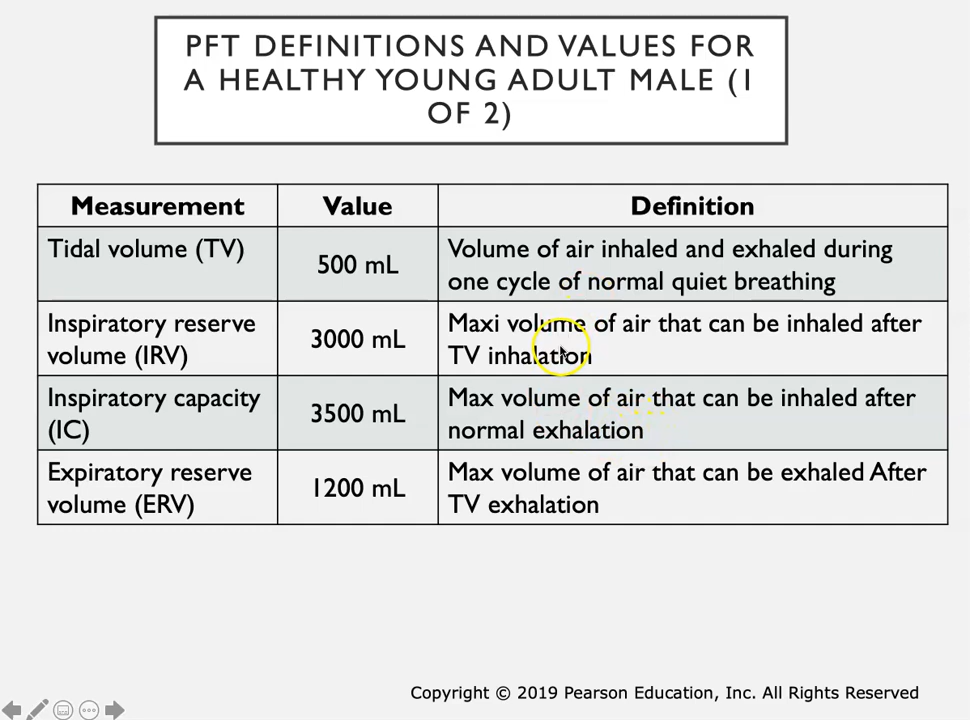 PFT DEFINITIONS AND VALUES FOR
A HEALTHY YOUNG ADULT MALE (1
OF 2)
Measurement Value Definition
Tidal volume (TV) 500 mL Volume of air inhaled and exhaled during
one cycle of normal quiet breathing
Inspiratory reserve 3000 mL Maxi volume of air that can be inhaled after
volume (IRV) TV inhalation
Inspiratory capacity 3500 mL Max volume of air that can be inhaled after
(IC) normal exhalation
Expiratory reserve 1200 mL Max volume of air that can be exhaled After
volume (ERV) TV exhalation
Copyright © 2019 Pearson Education, Inc. All Rights Reserved